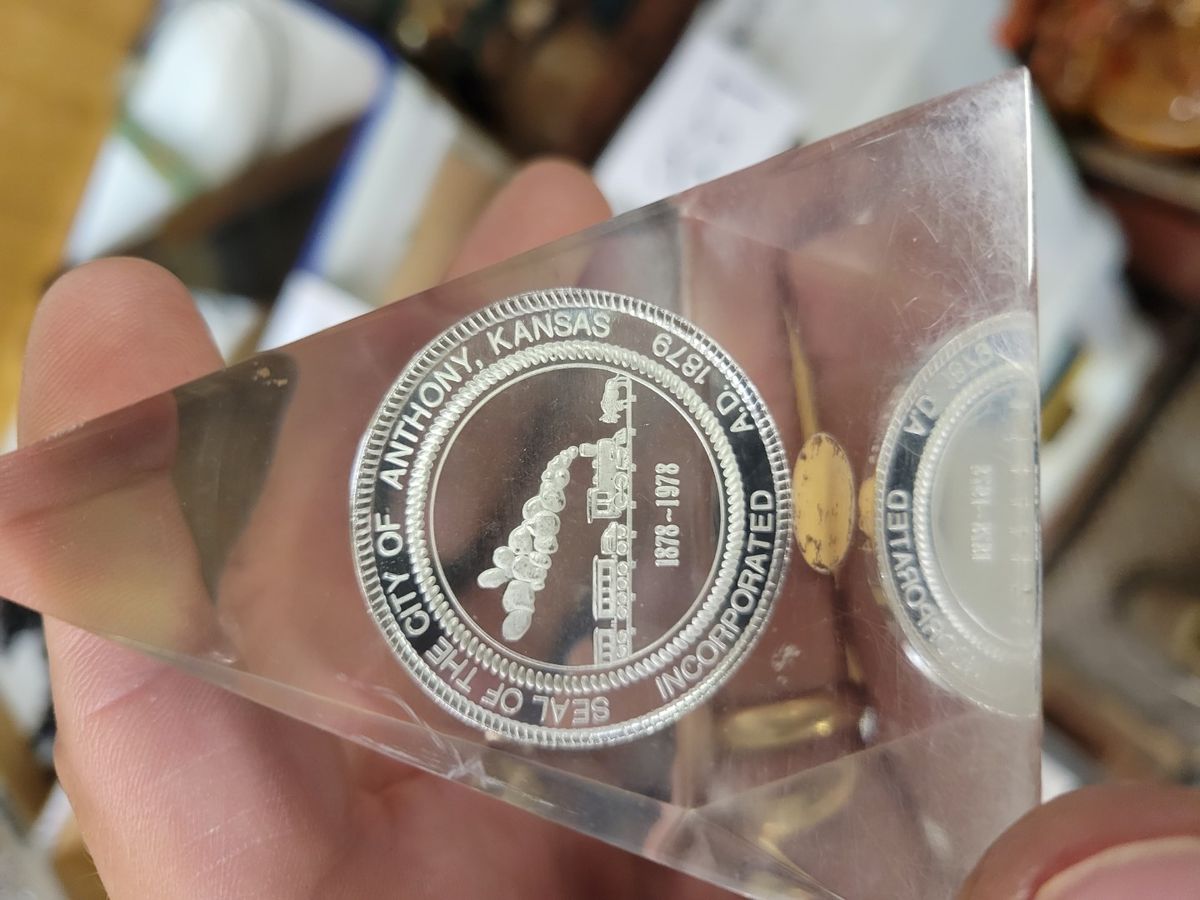 SEAL OF THE CITY OF ANTHONY, KANSAS
INCORPORATED A.D. 1879
1878~1978